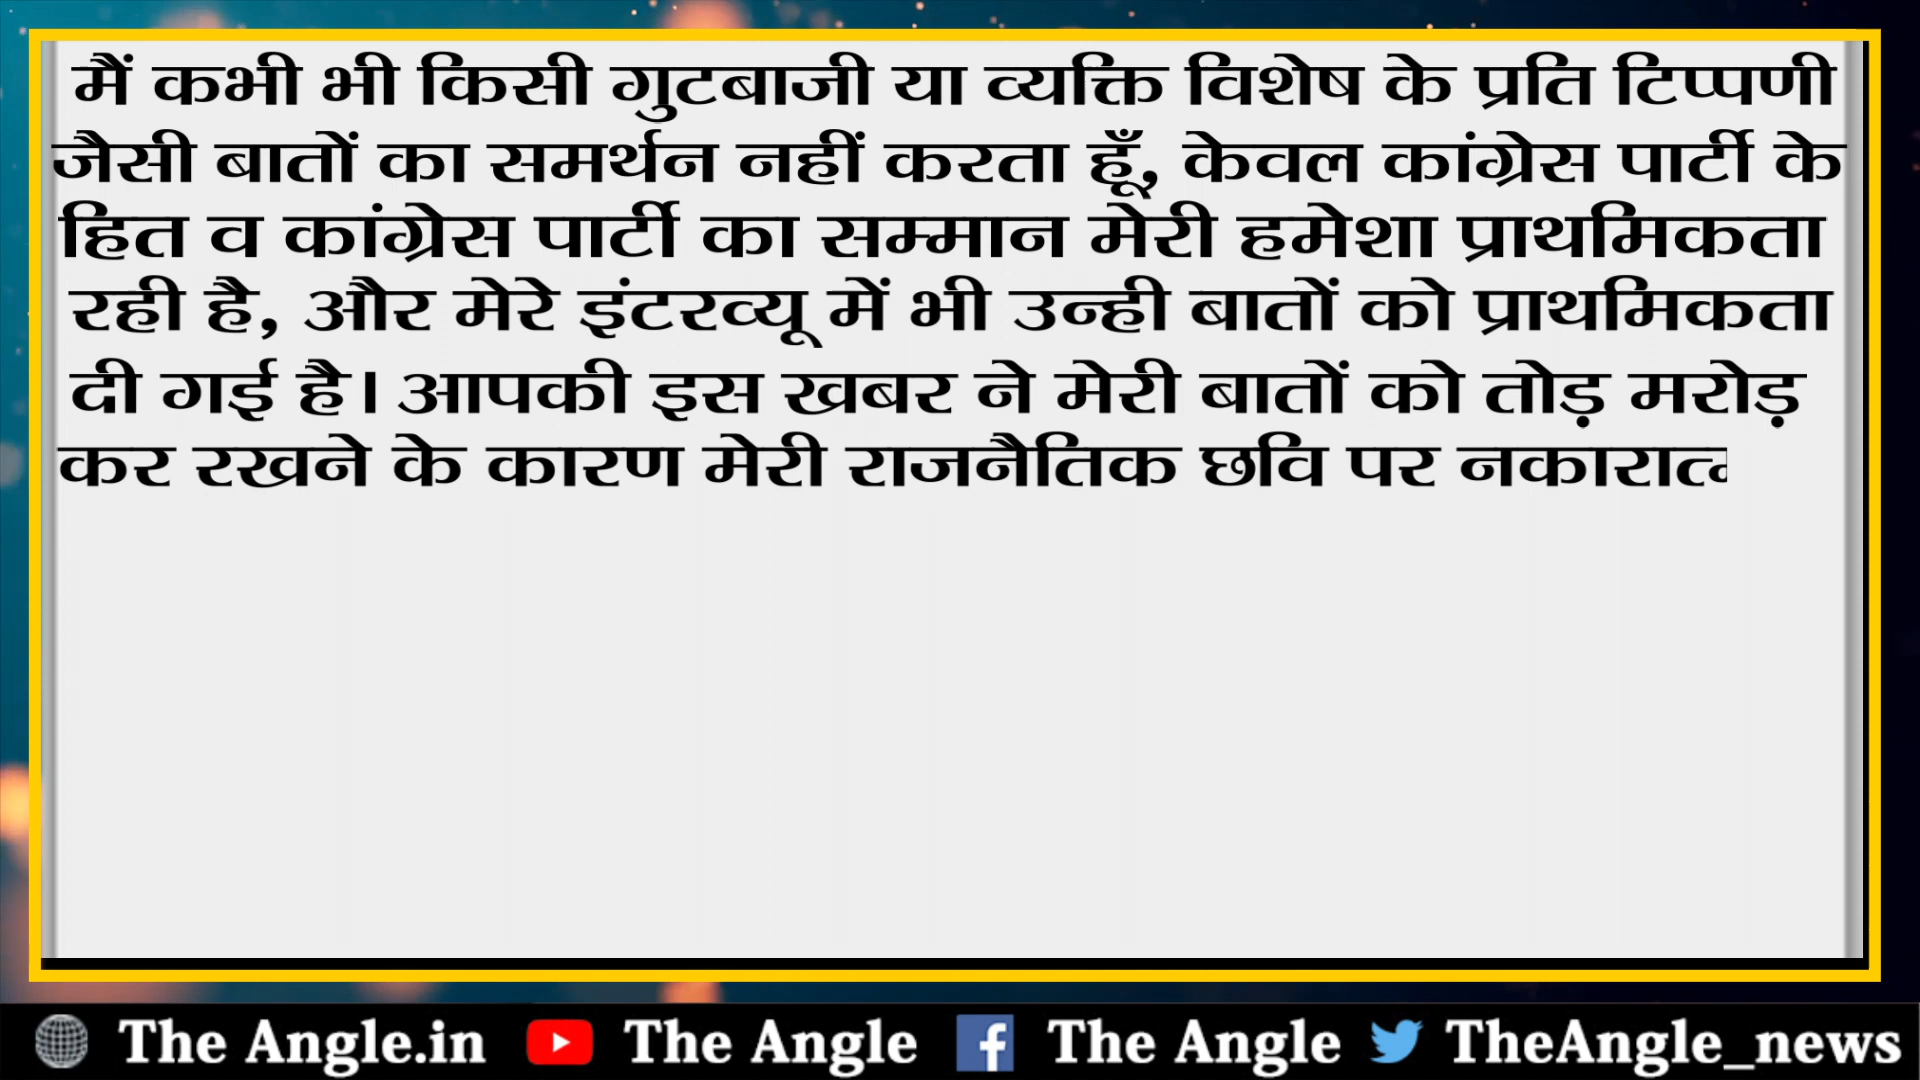 मैं कभी भी किसी गुटबाजी या व्यक्ति विशेष के प्रति टिप्पणी
जैसी बातों का समर्थन नहीं करता हूँ, केवल कांग्रेस पार्टी के
हित व कांग्रेस पार्टी का सम्मान मेरी हमेशा प्राथमिकता
रही है, और मेरे इंटरव्यू में भी उन्ही बातों को प्राथमिकता
दी गई है। आपकी इस खबर ने मेरी बातों को तोड़ मरोड़
कर रखने के कारण मेरी राजनैतिक छवि पर
The Angle.in The Angle The Angle TheAngle_news